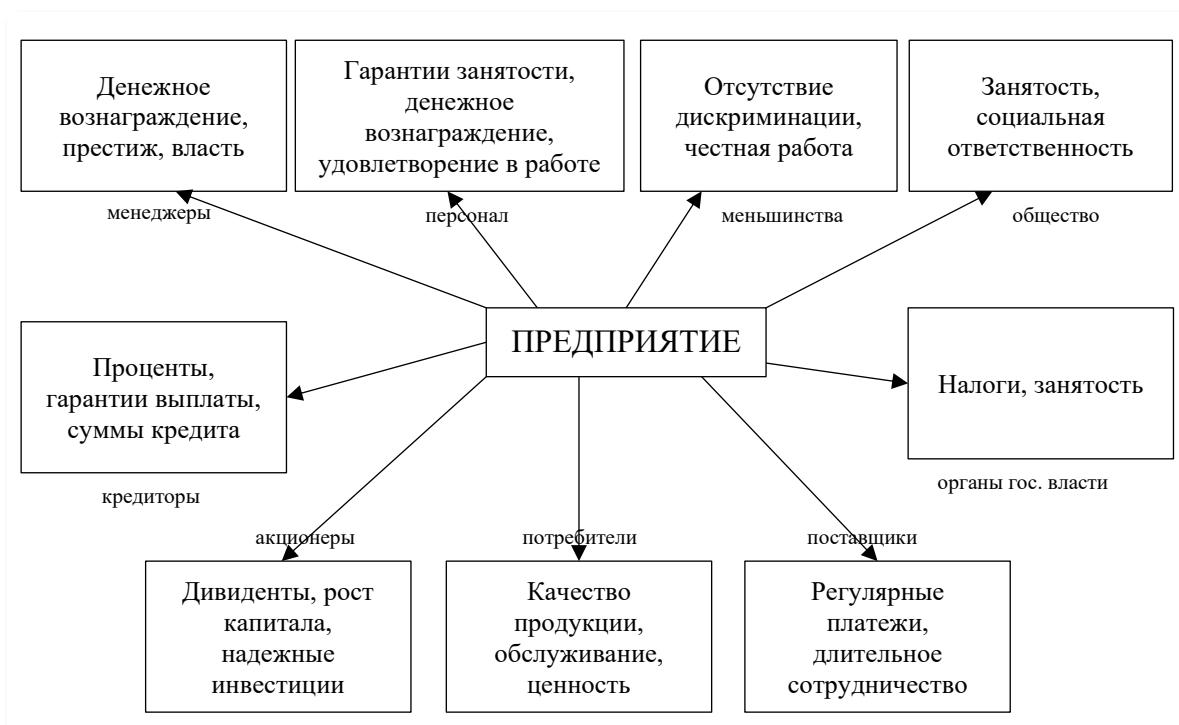 Денежное
вознаграждение,
престиж, власть
Гарантии занятости,
денежное
вознаграждение,
удовлетворение в работе
Отсутствие
дискриминации,
честная работа
Занятость,
социальная
ответственность
менеджеры
персонал
меньшинства
общество
ПРЕДПРИЯТИЕ
Проценты,
гарантии выплаты,
суммы кредита
Налоги, занятость
кредиторы
органы гос. власти
акционеры
потребители
поставщики
Дивиденты, рост
капитала,
надежные
инвестиции
Качество
продукции,
обслуживание,
ценность
Регулярные
платежи,
длительное
сотрудничество